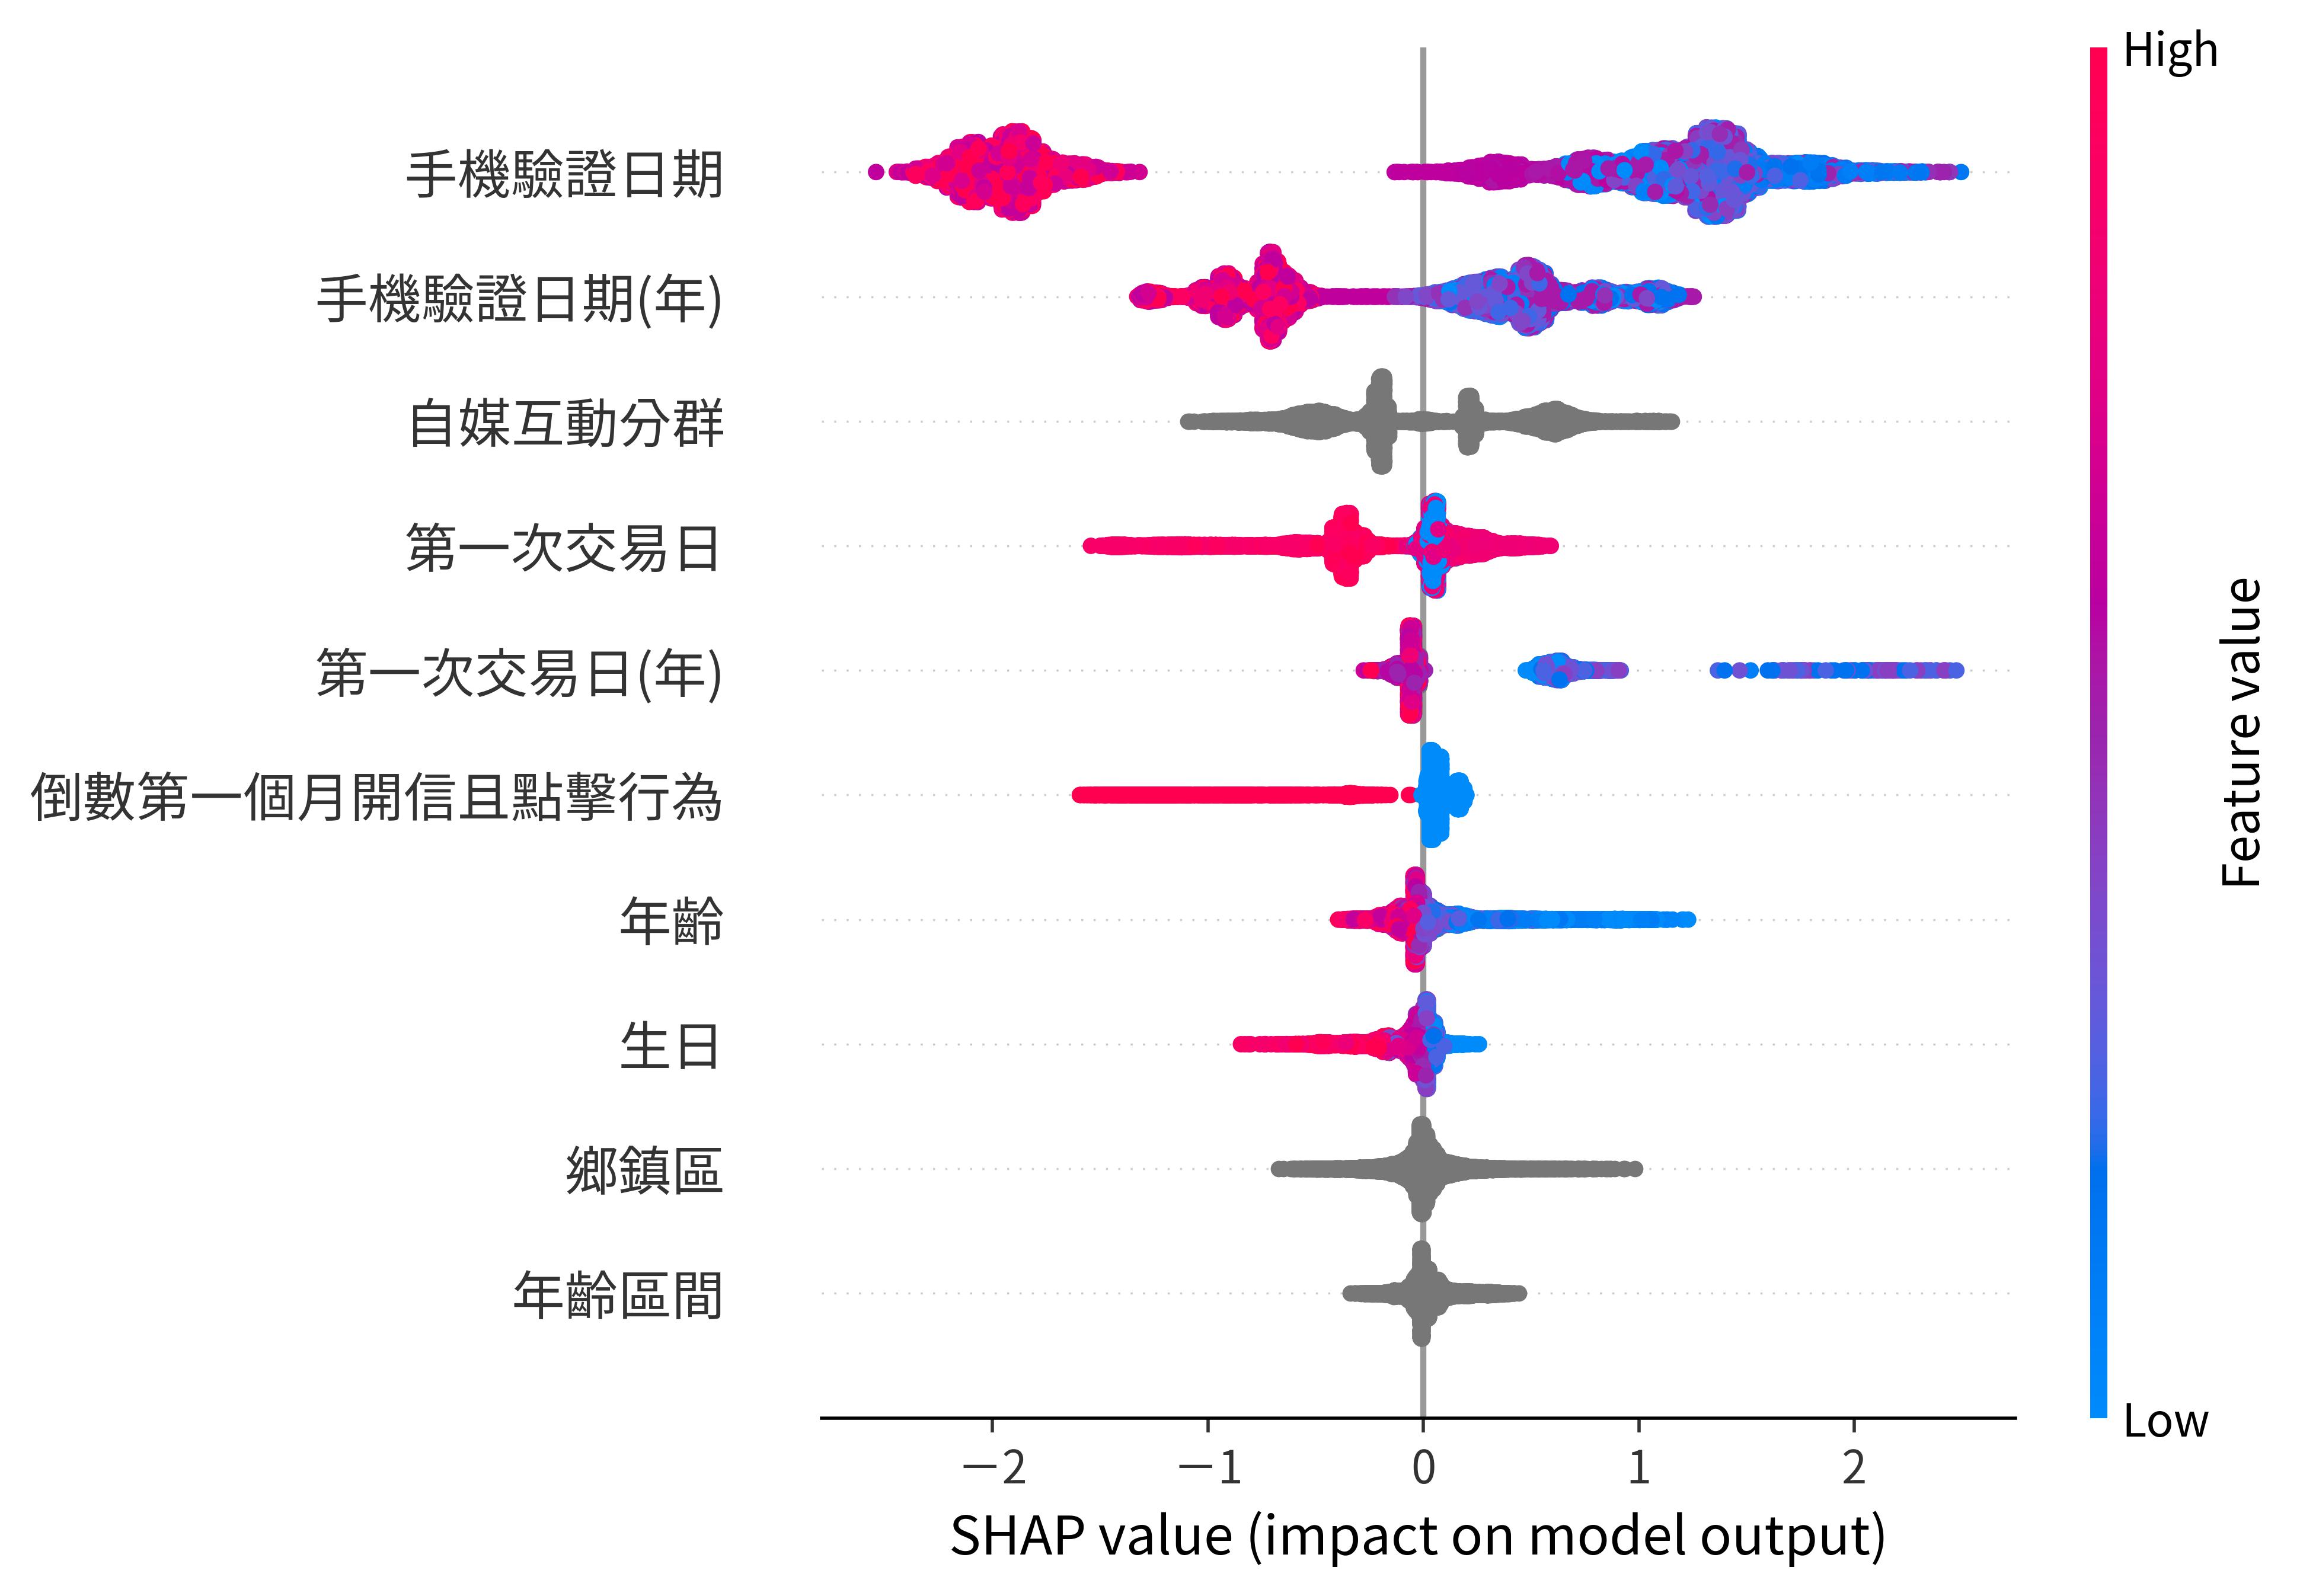 High
手機驗證日期
手機驗證日期(年)
自媒互動分群
第一次交易日
第一次交易日(年)
倒數第一個月開信且點擊行為
年齡
生日
鄉鎮區
年齡區間
Feature value
Low
−2 −1 0 1 2
SHAP value (impact on model output)